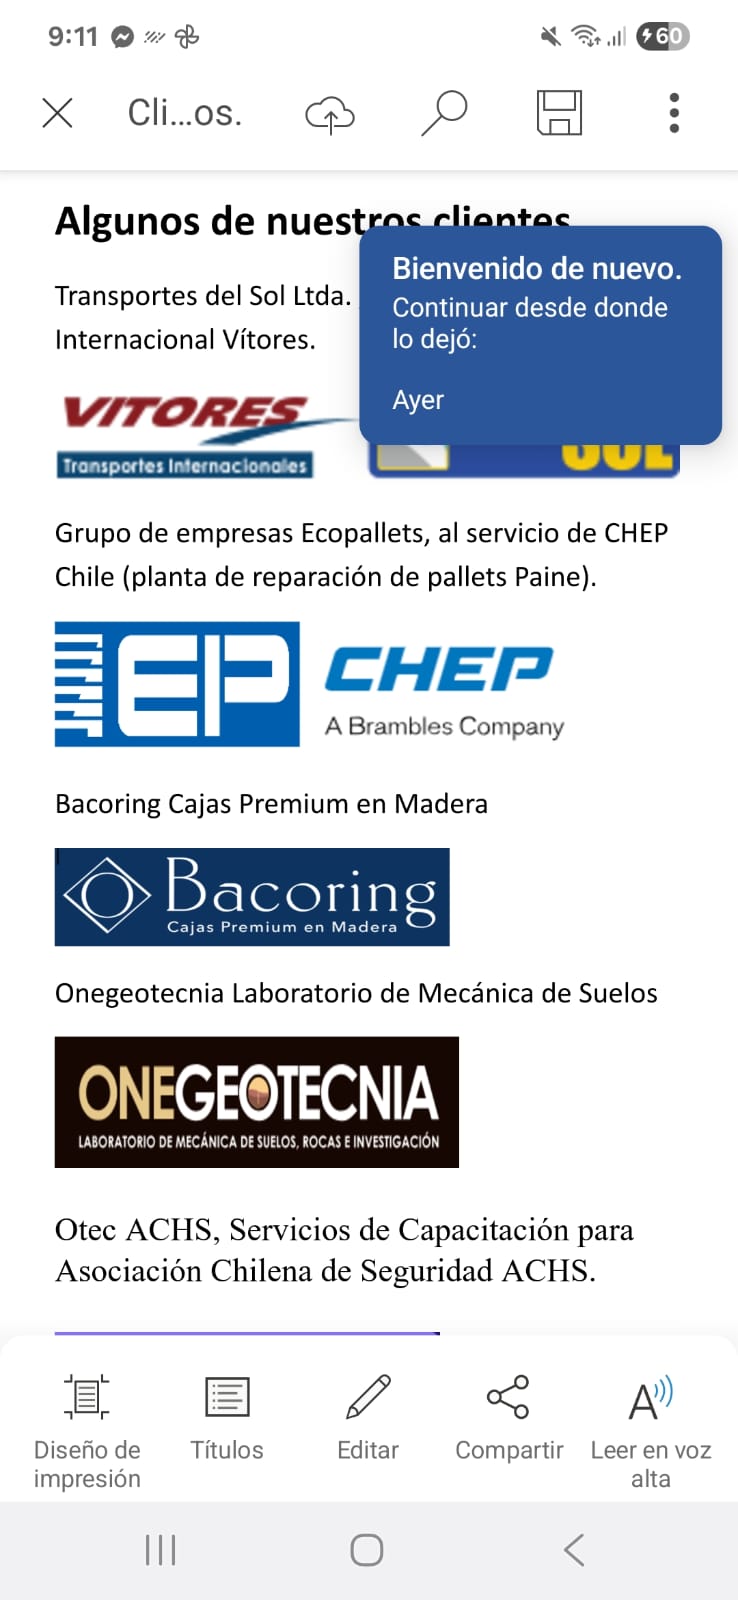 9:11
60
Cli...os.
Algunos de nuestros clientes
Bienvenido de nuevo.
Continuar desde donde
lo dejó:
Ayer
Transportes del Sol Ltda.
Internacional Vítores.
VITORES
Transportes Internacionales
SOL
Grupo de empresas Ecopallets, al servicio de CHEP
Chile (planta de reparación de pallets Paine).
EP
CHEP
A Brambles Company
Bacoring Cajas Premium en Madera
Bacoring
Cajas Premium en Madera
Onegeotecnia Laboratorio de Mecánica de Suelos
ONEGEOTECNIA
LABORATORIO DE MECÁNICA DE SUELOS, ROCAS E INVESTIGACIÓN
Otec ACHS, Servicios de Capacitación para
Asociación Chilena de Seguridad ACHS.
Diseño de
impresión
Títulos
Editar
Compartir
Leer en voz
alta